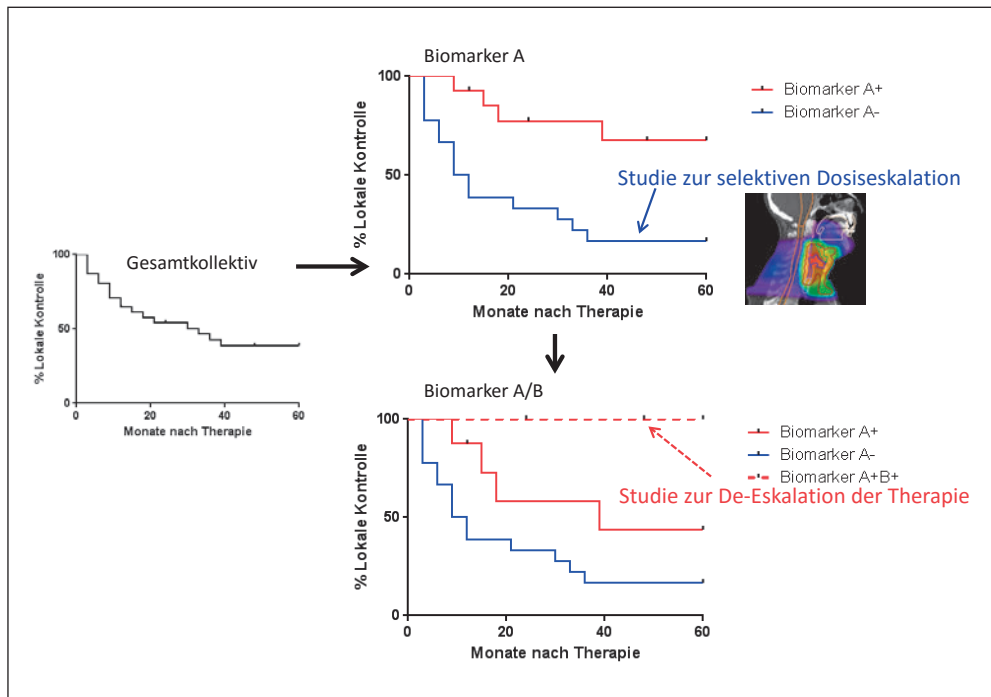 Gesamtkollektiv
% Lokale Kontrolle
100
50
0
0
20
40
60
Monate nach Therapie
Biomarker A
% Lokale Kontrolle
100
50
0
0
20
40
60
Monate nach Therapie
Biomarker A+
Biomarker A-
Studie zur selektiven Dosiseskalation
Biomarker A/B
% Lokale Kontrolle
100
50
0
0
20
40
60
Monate nach Therapie
Biomarker A+
Biomarker A-
Biomarker A+B+
Studie zur De-Eskalation der Therapie